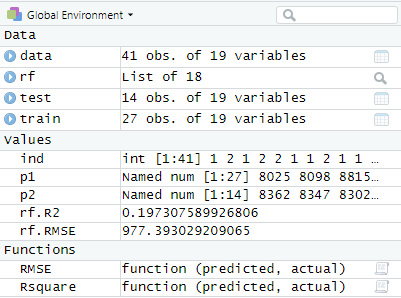 Global Environment
Data
data 41 obs. of 19 variables
rf List of 18
test 14 obs. of 19 variables
train 27 obs. of 19 variables
Values
ind int [1:41] 1 2 1 2 2 1 1 2 1 1 …
p1 Named num [1:27] 8025 8098 8815…
p2 Named num [1:14] 8362 8347 8302…
rf.R2 0.197307589926806
rf.RMSE 977.393029209065
Functions
RMSE function (predicted, actual)
Rsquare function (predicted, actual)